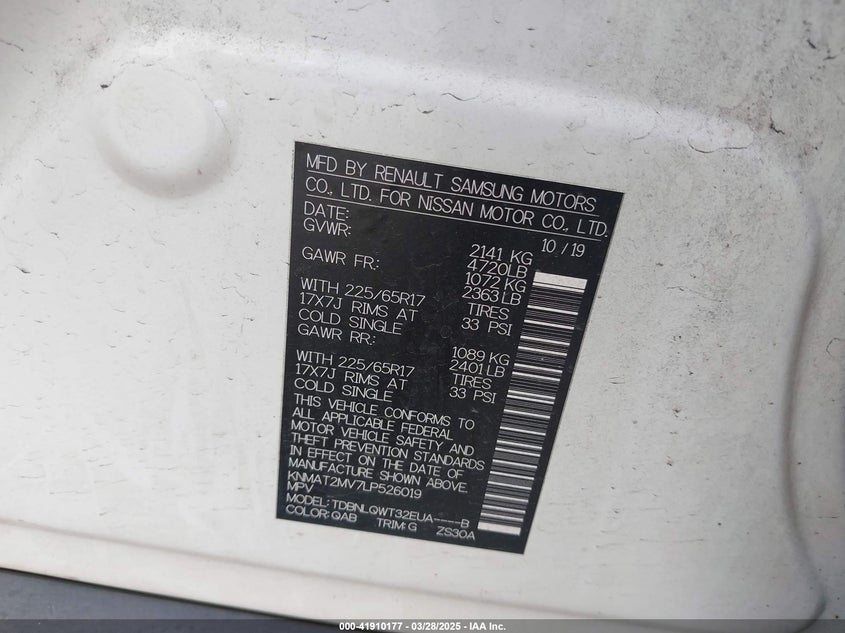 MFD BY RENAULT SAMSUNG MOTORS
CO., LTD. FOR NISSAN MOTOR CO., LTD.
DATE: 10 / 19
GVWR: 2141 KG
4720LB
GAWR FR.: 1072 KG
2363LB
WITH 225/65R17 TIRES
17X7J RIMS AT 33 PSI
COLD SINGLE
GAWR RR.: 1089 KG
2401LB
WITH 225/65R17 TIRES
17X7J RIMS AT 33 PSI
COLD SINGLE
THIS VEHICLE CONFORMS TO
ALL APPLICABLE FEDERAL
MOTOR VEHICLE SAFETY AND
THEFT PREVENTION STANDARDS
IN EFFECT ON THE DATE OF
MANUFACTURE SHOWN ABOVE.
KNMAT2MV7LP526019
MPV
MODEL: TDBNLQWT32EUA----B
COLOR: QAB TRIM: G ZS30A
000-41910177 - 03/28/2025 - IAA Inc.